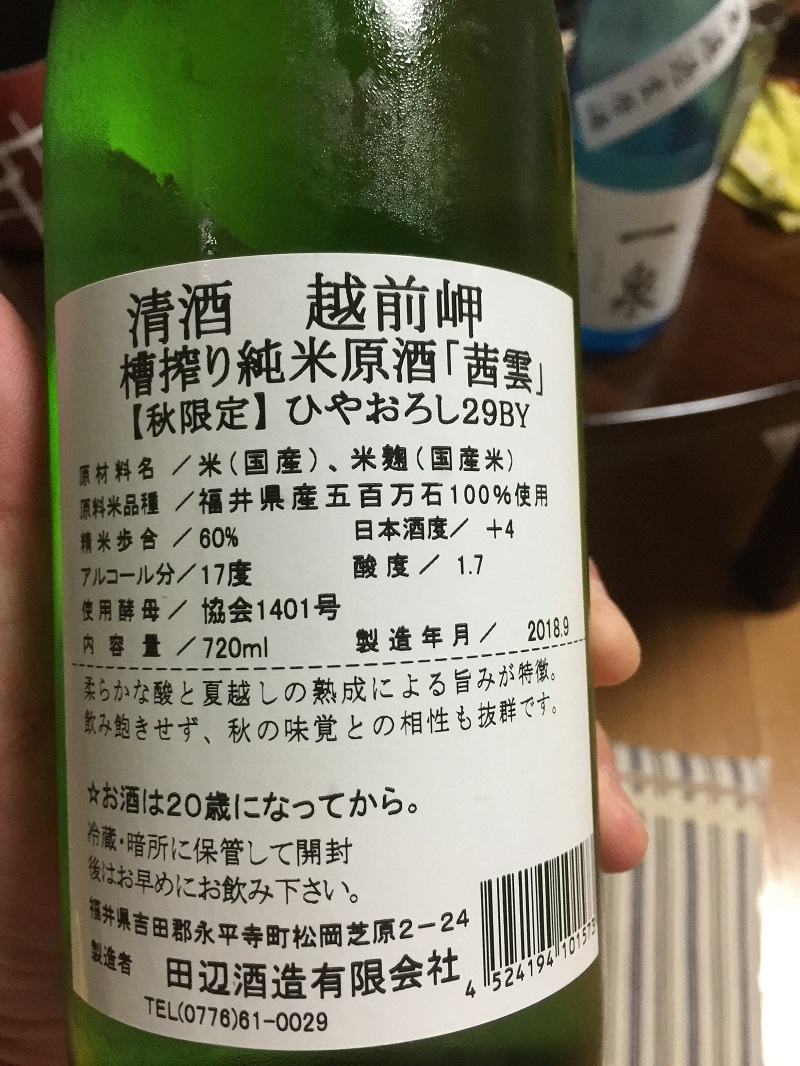 清酒　越前岬
槽搾り純米原酒「茜雲」
【秋限定】ひやおろし29BY
原材料名／米(国産)、米麹(国産米)
原料米品種／福井県産五百万石100%使用
精米歩合／60%　日本酒度／ +4
アルコール分／17度　酸度／ 1.7
使用酵母／協会1401号
内容量／720ml　製造年月／ 2018.9
柔らかな酸と夏越しの熟成による旨みが特徴。
飲み飽きせず、秋の味覚との相性も抜群です。
☆お酒は20歳になってから。
冷蔵・暗所に保管して開封
後はお早めにお飲み下さい。
福井県吉田郡永平寺町松岡芝原2-24
製造者　田辺酒造有限会社
TEL(0776)61-0029
4 524194 101573
一泉